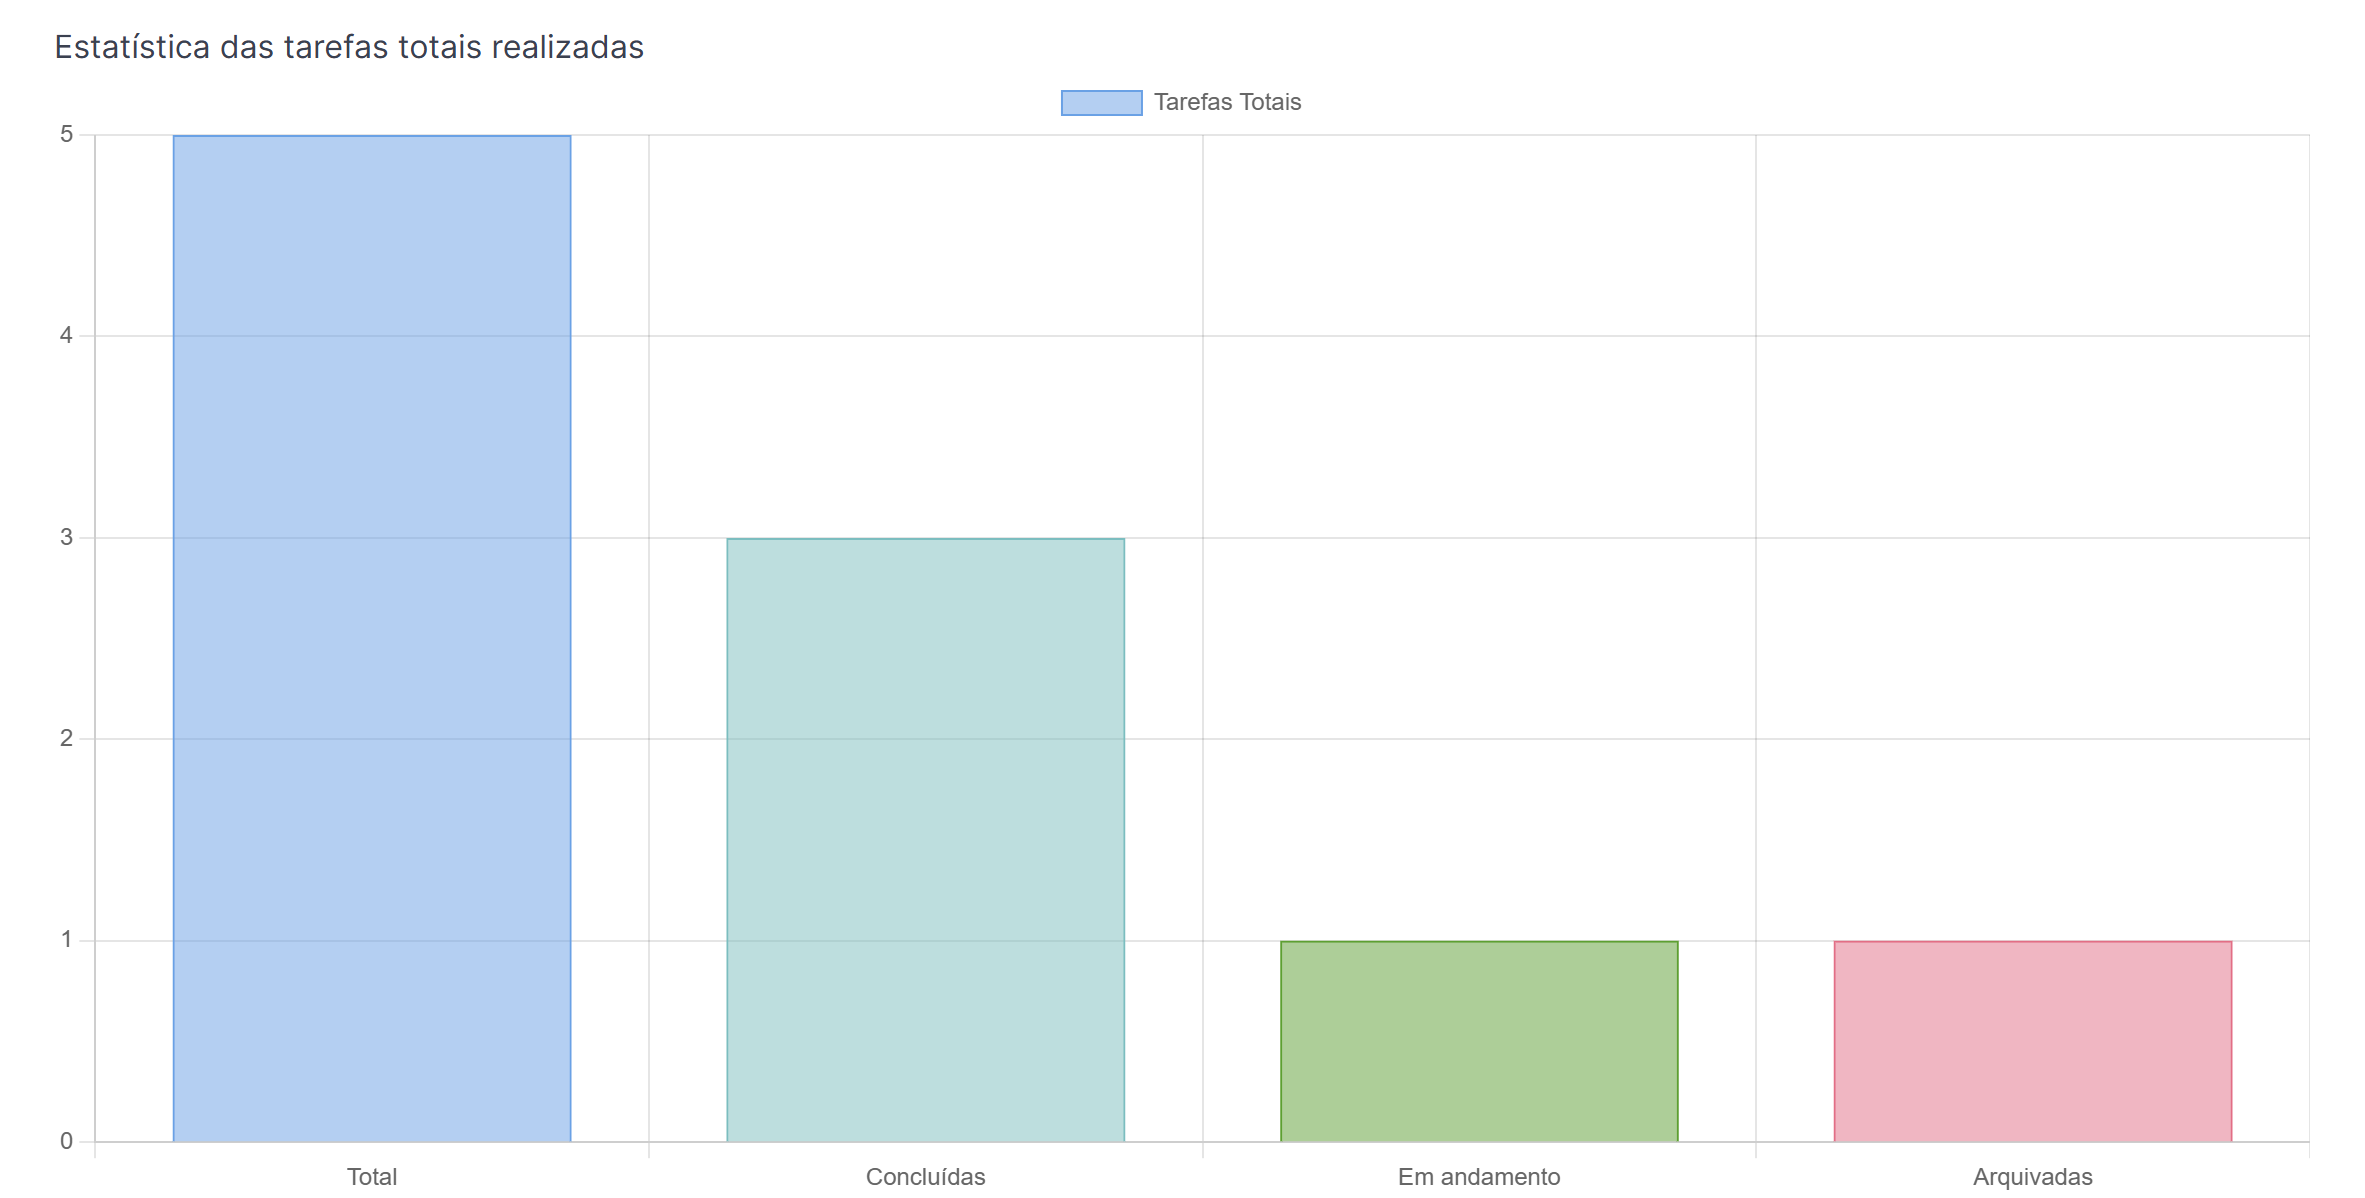 Estatística das tarefas totais realizadas
Tarefas Totais
5
4
3
2
1
0
Total Concluídas Em andamento Arquivadas